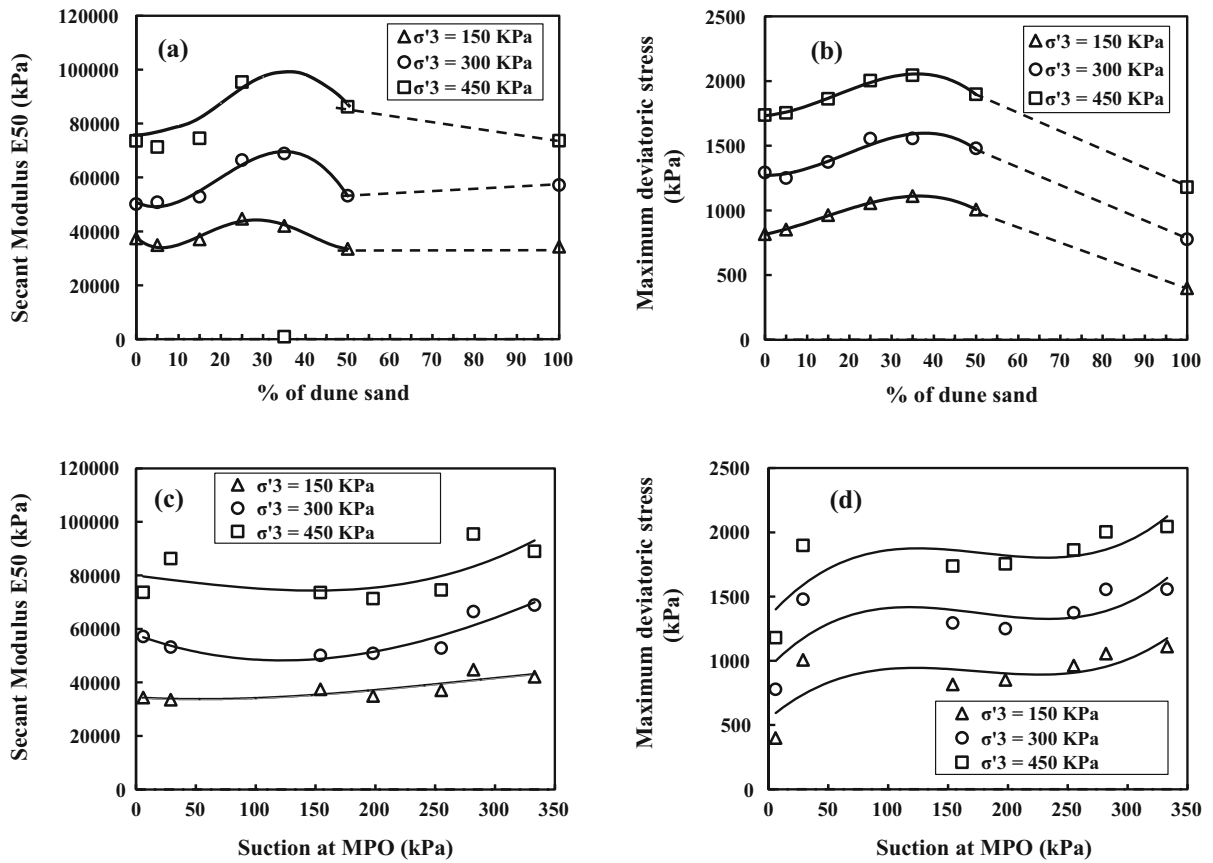 (a)
σ'3 = 150 KPa
σ'3 = 300 KPa
σ'3 = 450 KPa
Secant Modulus E50 (kPa)
120000
100000
80000
60000
40000
20000
0
0 10 20 30 40 50 60 70 80 90 100
% of dune sand
(b)
σ'3 = 150 KPa
σ'3 = 300 KPa
σ'3 = 450 KPa
Maximum deviatoric stress
(kPa)
2500
2000
1500
1000
500
0
0 10 20 30 40 50 60 70 80 90 100
% of dune sand
(c)
σ'3 = 150 KPa
σ'3 = 300 KPa
σ'3 = 450 KPa
Secant Modulus E50 (kPa)
120000
100000
80000
60000
40000
20000
0
0 50 100 150 200 250 300 350
Suction at MPO (kPa)
(d)
σ'3 = 150 KPa
σ'3 = 300 KPa
σ'3 = 450 KPa
Maximum deviatoric stress
(kPa)
2500
2000
1500
1000
500
0
0 50 100 150 200 250 300 350
Suction at MPO (kPa)